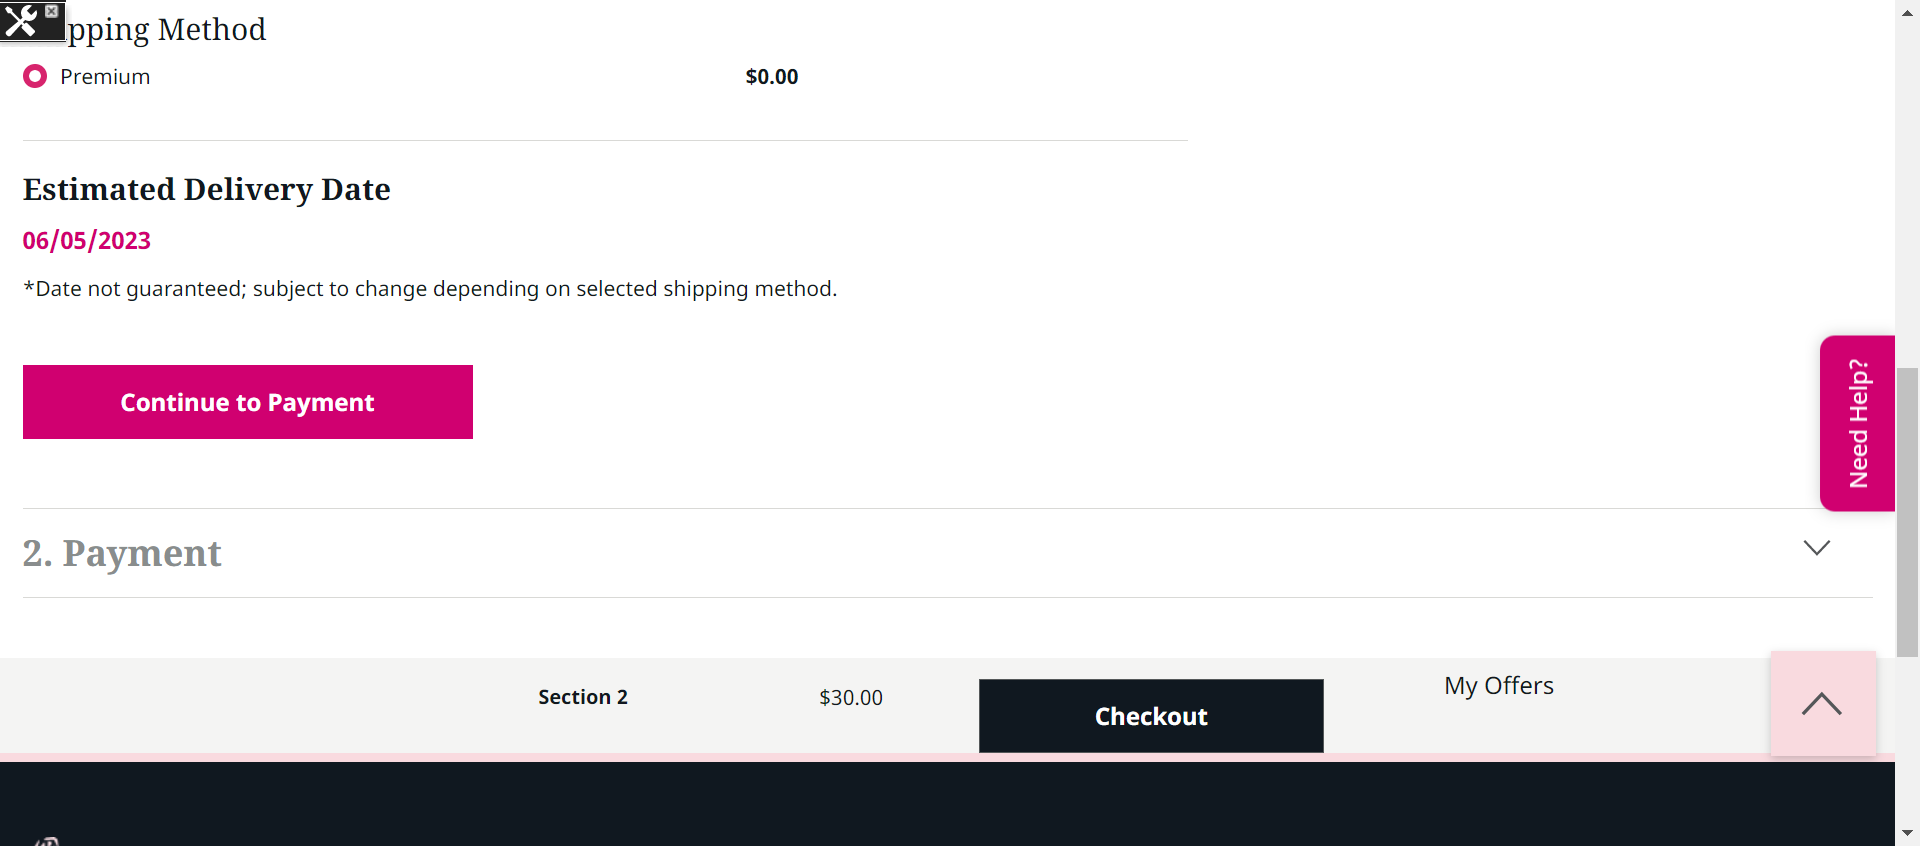 pping Method
Premium $0.00
Estimated Delivery Date
06/05/2023
*Date not guaranteed; subject to change depending on selected shipping method.
Continue to Payment
Need Help?
2. Payment
Section 2 $30.00 Checkout My Offers